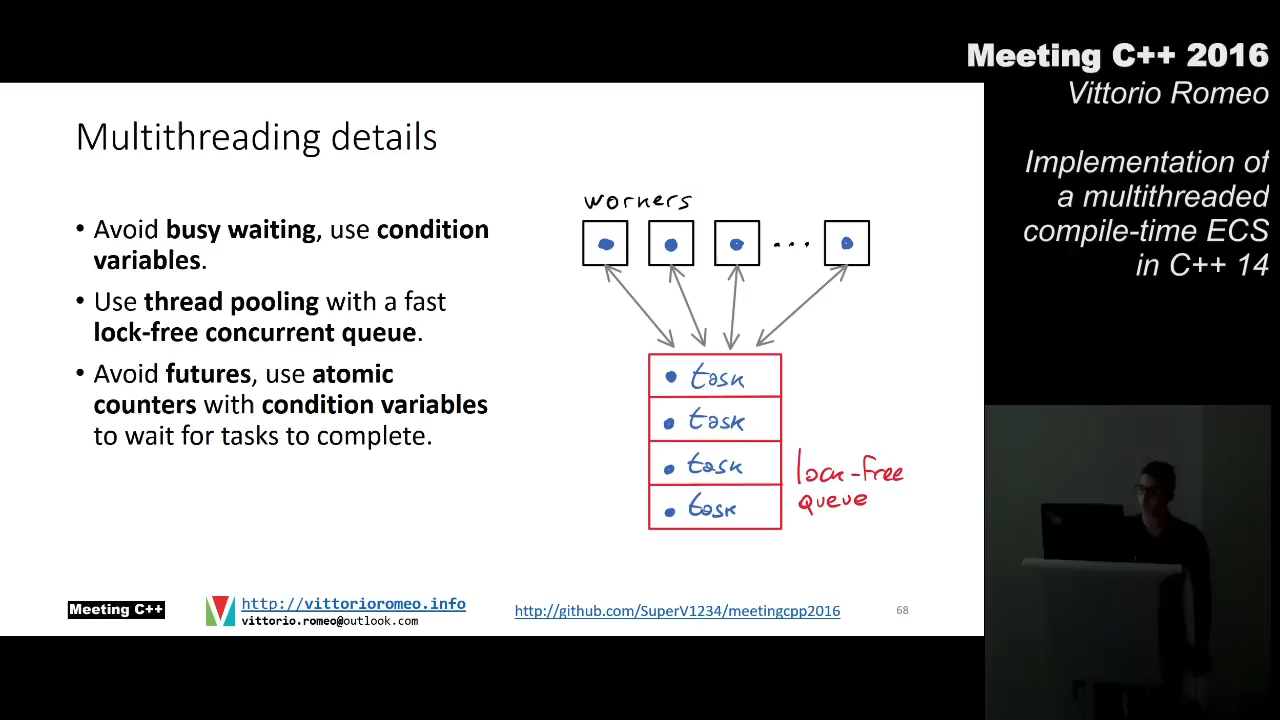 Meeting C++ 2016
Vittorio Romeo
Implementation of
a multithreaded
compile-time ECS
in C++ 14
Multithreading details
• Avoid busy waiting, use condition
variables.
• Use thread pooling with a fast
lock-free concurrent queue.
• Avoid futures, use atomic
counters with condition variables
to wait for tasks to complete.
workers
...
task
task
task
task
lock-free
queue
Meeting C++
http://vittorioromeo.info
vittorio.romeo@outlook.com
http://github.com/SuperV1234/meetingcpp2016
68